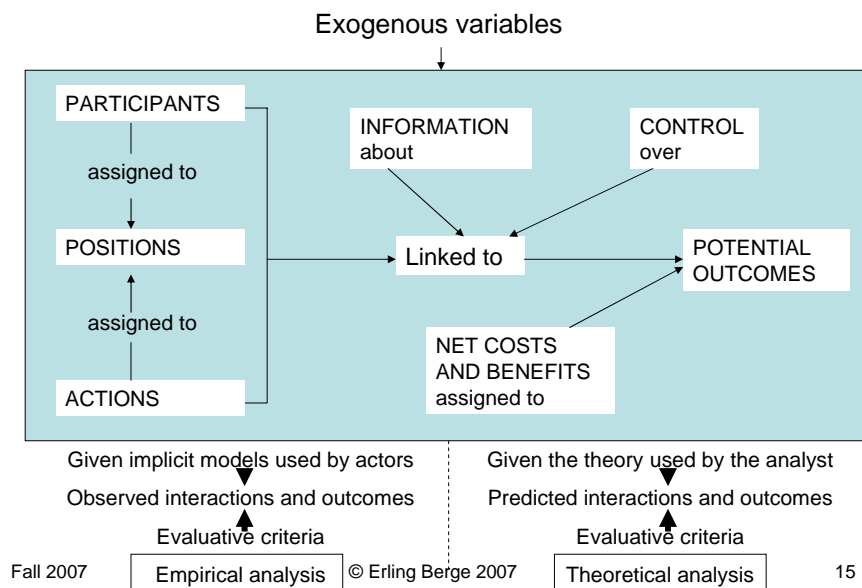 Exogenous variables
PARTICIPANTS
assigned to
POSITIONS
assigned to
ACTIONS
INFORMATION
about
CONTROL
over
Linked to
POTENTIAL
OUTCOMES
NET COSTS
AND BENEFITS
assigned to
Given implicit models used by actors
Observed interactions and outcomes
Evaluative criteria
Empirical analysis
Given the theory used by the analyst
Predicted interactions and outcomes
Evaluative criteria
Theoretical analysis
Fall 2007
© Erling Berge 2007
15